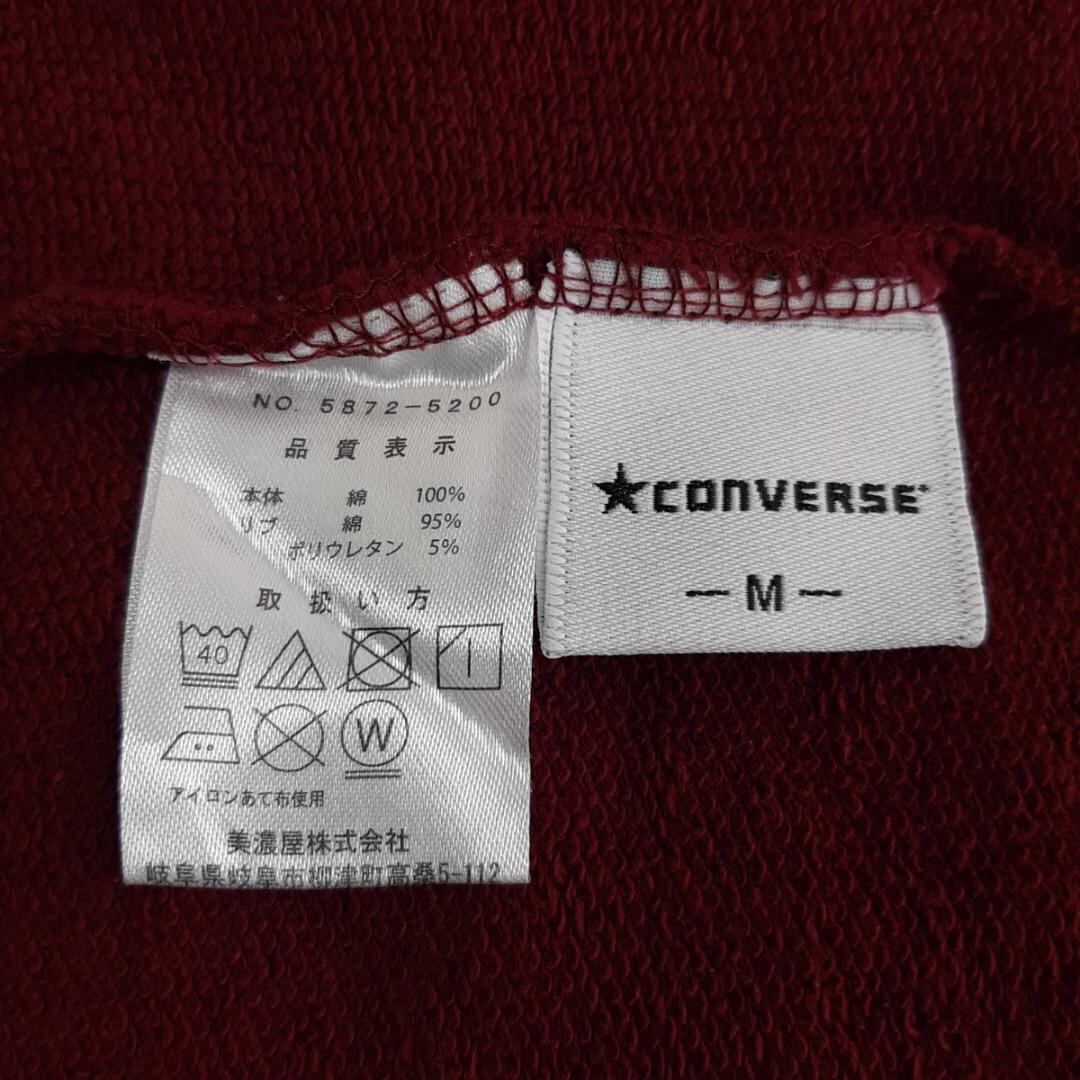 NO. 5872-5200
品質表示
本体 綿 100%
リブ 綿 95%
ポリウレタン 5%
取扱い方
40
W
アイロンあて布使用
美濃屋株式会社
岐阜県岐阜市柳津町高桑5-112
CONVERSE
— M —